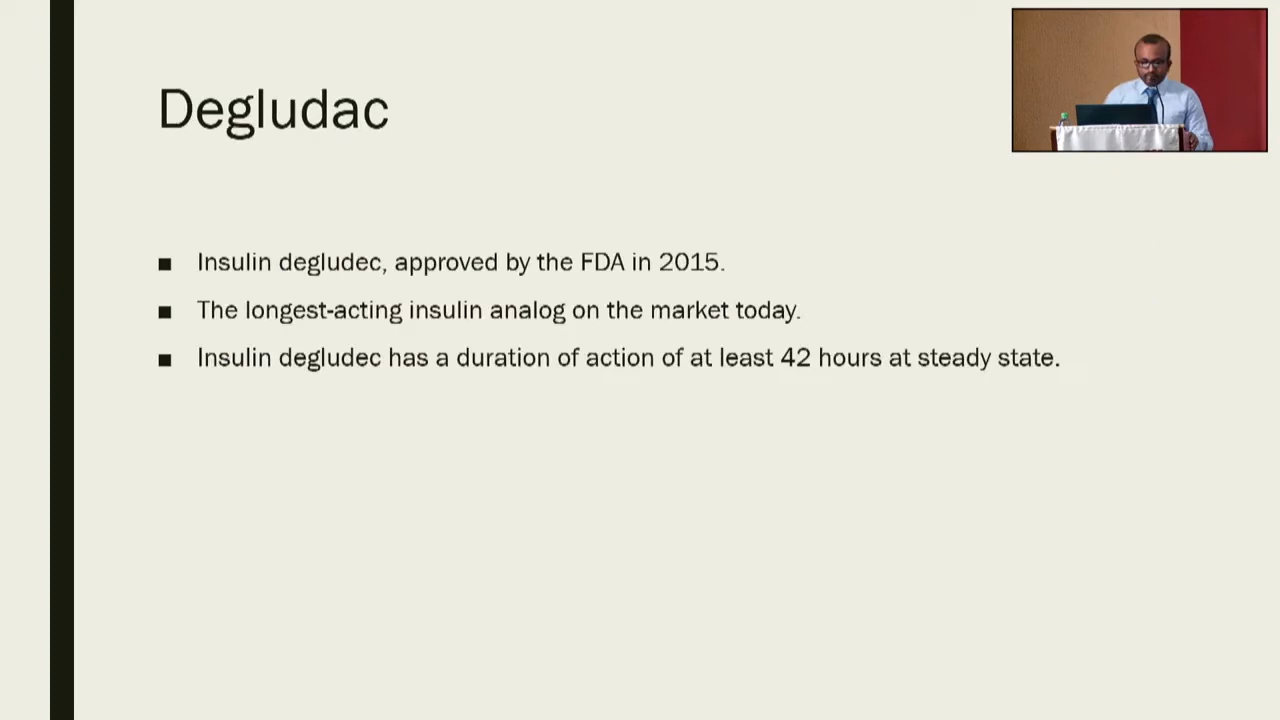 Degludac
■ Insulin degludec, approved by the FDA in 2015.
■ The longest-acting insulin analog on the market today.
■ Insulin degludec has a duration of action of at least 42 hours at steady state.